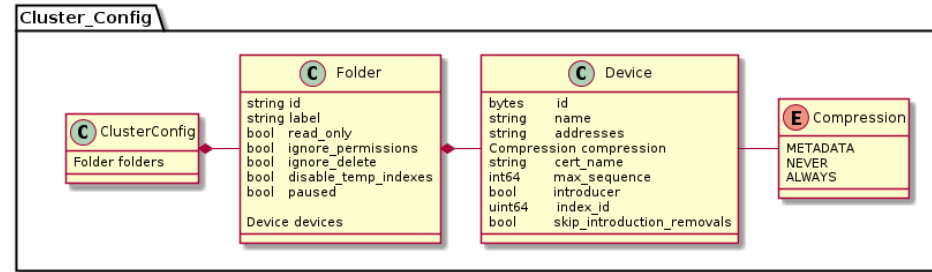 Cluster_Config
C ClusterConfig
Folder folders
C Folder
string id
string label
bool read_only
bool ignore_permissions
bool ignore_delete
bool disable_temp_indexes
bool paused
Device devices
C Device
bytes id
string name
string addresses
Compression compression
string cert_name
int64 max_sequence
bool introducer
uint64 index_id
bool skip_introduction_removals
E Compression
METADATA
NEVER
ALWAYS